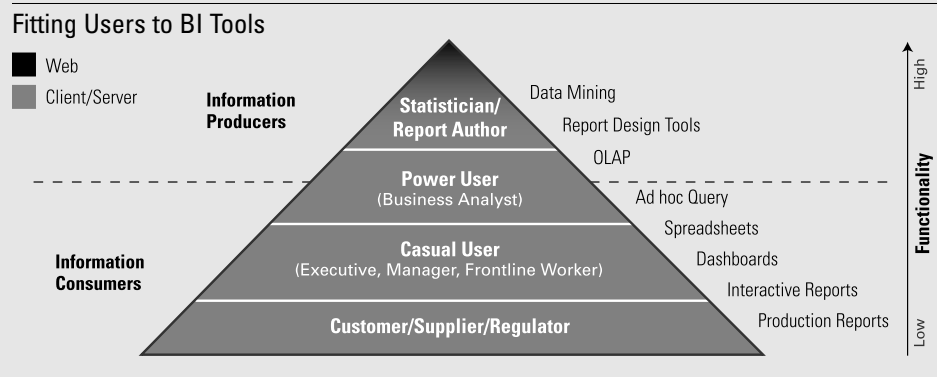 Fitting Users to BI Tools
Web
Client/Server
Information
Producers
Statistician/
Report Author
Data Mining
Report Design Tools
OLAP
Power User
(Business Analyst)
Ad hoc Query
Spreadsheets
Information
Consumers
Casual User
(Executive, Manager, Frontline Worker)
Dashboards
Interactive Reports
Customer/Supplier/Regulator
Production Reports
High
Functionality
Low